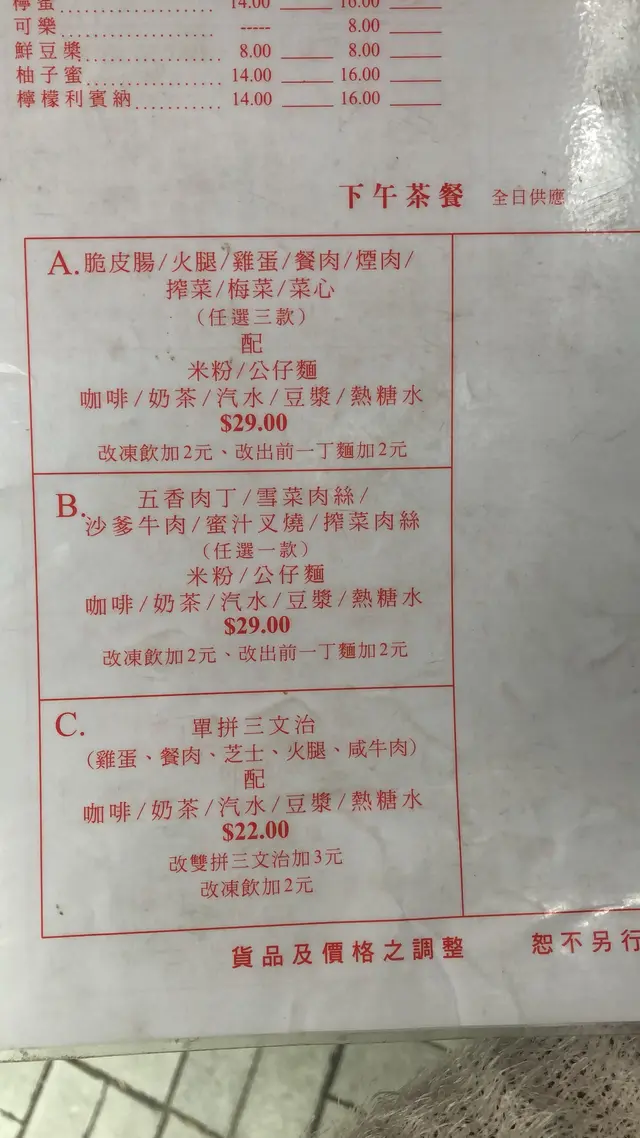 檸蜜 14.00 16.00
可樂 ----- 8.00
鮮豆漿 8.00 8.00
柚子蜜 14.00 16.00
檸檬利賓納 14.00 16.00
下午茶餐 全日供應
A. 脆皮腸/火腿/雞蛋/餐肉/煙肉/
搾菜/梅菜/菜心
(任選三款)
配
米粉/公仔麵
咖啡/奶茶/汽水/豆漿/熱糖水
$29.00
改凍飲加2元、改出前一丁麵加2元
B. 五香肉丁/雪菜肉絲/
沙爹牛肉/蜜汁叉燒/搾菜肉絲
(任選一款)
米粉/公仔麵
咖啡/奶茶/汽水/豆漿/熱糖水
$29.00
改凍飲加2元、改出前一丁麵加2元
C. 單拼三文治
(雞蛋、餐肉、芝士、火腿、咸牛肉)
配
咖啡/奶茶/汽水/豆漿/熱糖水
$22.00
改雙拼三文治加3元
改凍飲加2元
貨品及價格之調整 恕不另行